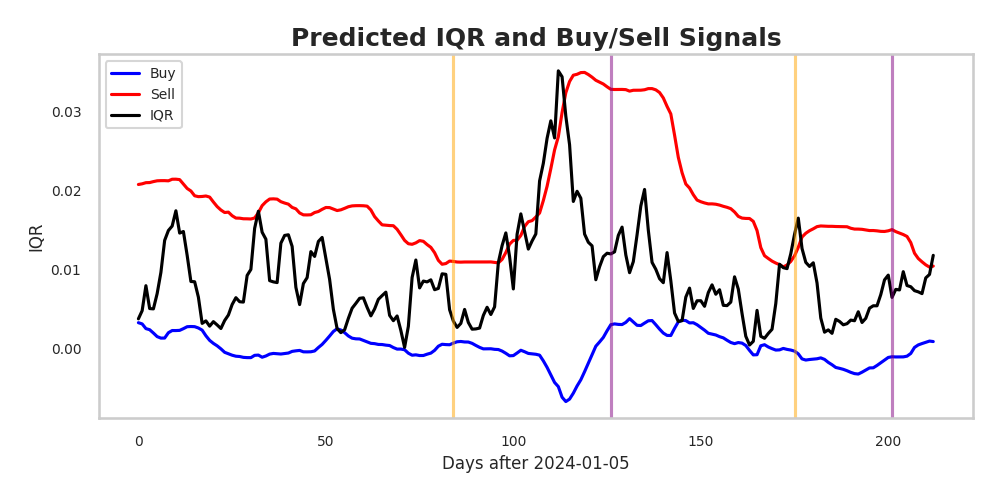 Predicted IQR and Buy/Sell Signals
Buy
Sell
IQR
0.03
0.02
0.01
0.00
IQR
0 50 100 150 200
Days after 2024-01-05